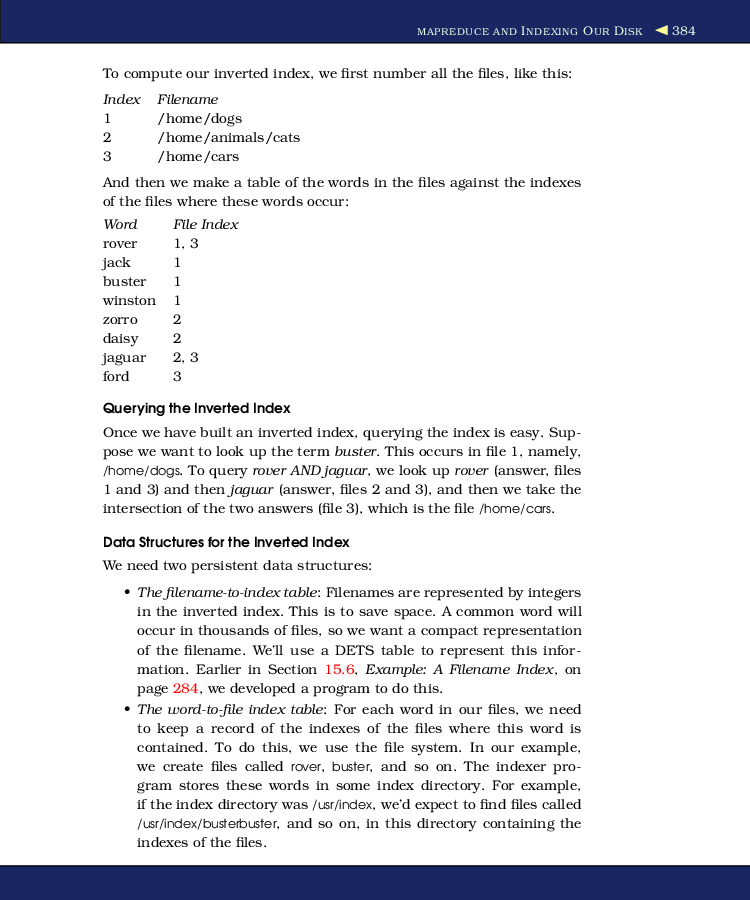 MAPREDUCE AND INDEXING OUR DISK ◀ 384
To compute our inverted index, we first number all the files, like this:
Index Filename
1 /home/dogs
2 /home/animals/cats
3 /home/cars
And then we make a table of the words in the files against the indexes
of the files where these words occur:
Word File Index
rover 1, 3
jack 1
buster 1
winston 1
zorro 2
daisy 2
jaguar 2, 3
ford 3
Querying the Inverted Index
Once we have built an inverted index, querying the index is easy. Sup-
pose we want to look up the term buster. This occurs in file 1, namely,
/home/dogs. To query rover AND jaguar, we look up rover (answer, files
1 and 3) and then jaguar (answer, files 2 and 3), and then we take the
intersection of the two answers (file 3), which is the file /home/cars.
Data Structures for the Inverted Index
We need two persistent data structures:
• The filename-to-index table: Filenames are represented by integers
in the inverted index. This is to save space. A common word will
occur in thousands of files, so we want a compact representation
of the filename. We'll use a DETS table to represent this infor-
mation. Earlier in Section 15.6, Example: A Filename Index, on
page 284, we developed a program to do this.
• The word-to-file index table: For each word in our files, we need
to keep a record of the indexes of the files where this word is
contained. To do this, we use the file system. In our example,
we create files called rover, buster, and so on. The indexer pro-
gram stores these words in some index directory. For example,
if the index directory was /usr/index, we'd expect to find files called
/usr/index/busterbuster, and so on, in this directory containing the
indexes of the files.